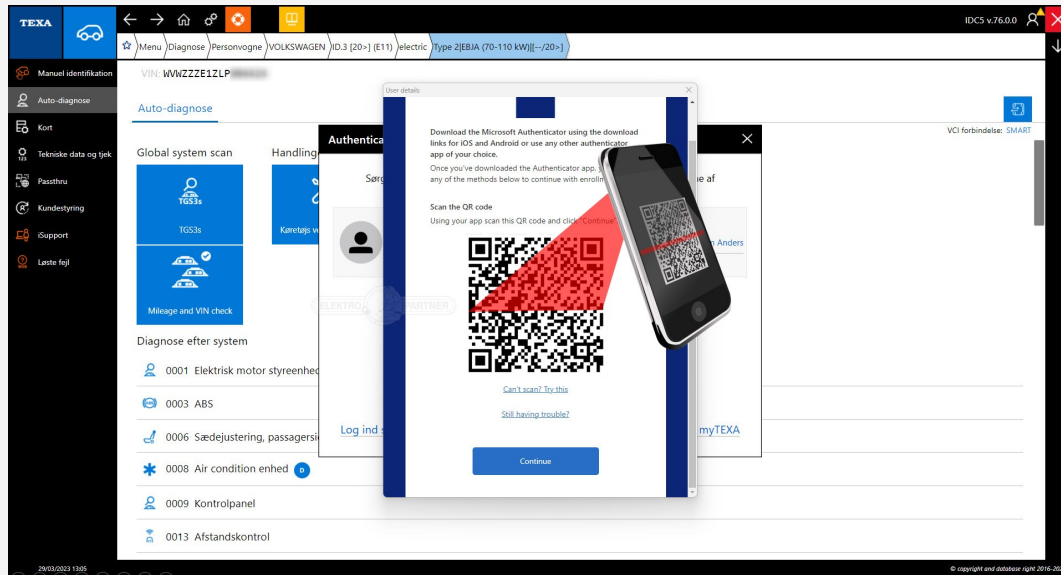 TEXA
IDC5 v.76.0.0
Menu Diagnose Personvogne VOLKSWAGEN ID.3 [20>] (E11) electric Type 2|EBJA (70-110 kW)|[--/20>]
Manuel identifikation
Auto-diagnose
Kort
Tekniske data og tjek
Passthru
Kundestyring
iSupport
Løste fejl
29/03/2023 13:05
VIN: WVWZZZE1ZLP
Auto-diagnose
VCI forbindelse: SMART
Global system scan
Handling
TGS3s
TGS3s
Køretøjs
Mileage and VIN check
Diagnose efter system
0001 Elektrisk motor styreenhed
0003 ABS
0006 Sædejustering, passagersi
0008 Air condition enhed D
0009 Kontrolpanel
0013 Afstandskontrol
Authentica
Sørg
e af
n Anders
Log ind
myTEXA
User details
Download the Microsoft Authenticator using the download
links for iOS and Android or use any other authenticator
app of your choice.
Once you've downloaded the Authenticator app,
any of the methods below to continue with enrollm
Scan the QR code
Using your app scan this QR code and click "Continue"
Can't scan? Try this
Still having trouble?
Continue
ELEKTRO PARTNER
© copyright and database right 2016-20